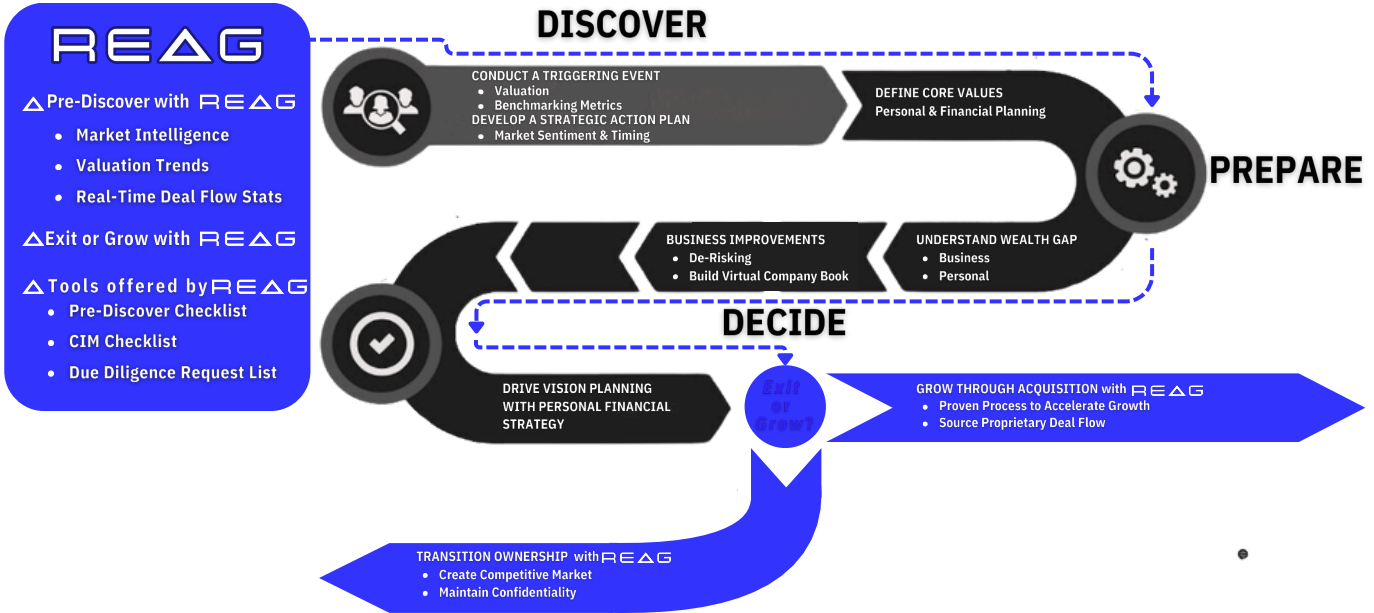 REAG
Pre-Discover with REAG
Market Intelligence
Valuation Trends
Real-Time Deal Flow Stats
Exit or Grow with REAG
Tools offered by REAG
Pre-Discover Checklist
CIM Checklist
Due Diligence Request List
DISCOVER
CONDUCT A TRIGGERING EVENT
Valuation
Benchmarking Metrics
DEVELOP A STRATEGIC ACTION PLAN
Market Sentiment & Timing
DEFINE CORE VALUES
Personal & Financial Planning
PREPARE
UNDERSTAND WEALTH GAP
Business
Personal
BUSINESS IMPROVEMENTS
De-Risking
Build Virtual Company Book
DECIDE
DRIVE VISION PLANNING
WITH PERSONAL FINANCIAL
STRATEGY
Exit
or
Grow?
GROW THROUGH ACQUISITION with REAG
Proven Process to Accelerate Growth
Source Proprietary Deal Flow
TRANSITION OWNERSHIP with REAG
Create Competitive Market
Maintain Confidentiality